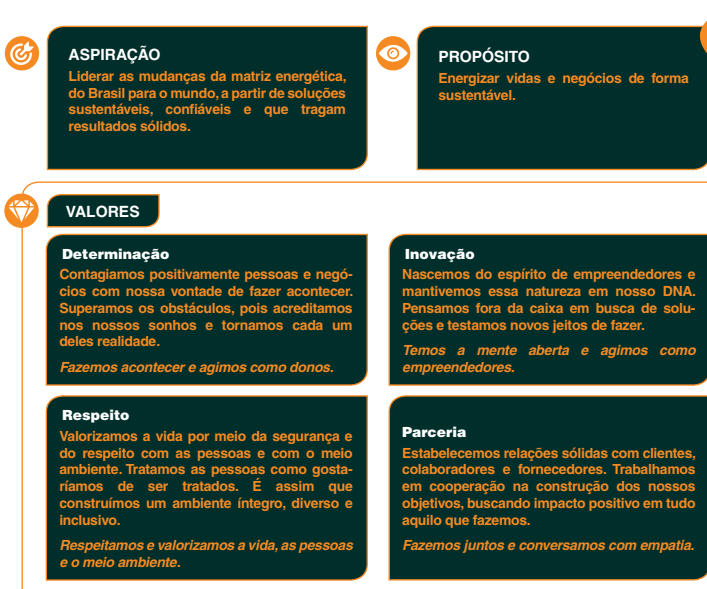 ASPIRAÇÃO
Liderar as mudanças da matriz energética,
do Brasil para o mundo, a partir de soluções
sustentáveis, confiáveis e que tragam
resultados sólidos.
PROPÓSITO
Energizar vidas e negócios de forma
sustentável.
VALORES
Determinação
Contagiamos positivamente pessoas e negó-
cios com nossa vontade de fazer acontecer.
Superamos os obstáculos, pois acreditamos
nos nossos sonhos e tornamos cada um
deles realidade.
Fazemos acontecer e agimos como donos.
Inovação
Nascemos do espírito de empreendedores e
mantivemos essa natureza em nosso DNA.
Pensamos fora da caixa em busca de solu-
ções e testamos novos jeitos de fazer.
Temos a mente aberta e agimos como
empreendedores.
Respeito
Valorizamos a vida por meio da segurança e
do respeito com as pessoas e com o meio
ambiente. Tratamos as pessoas como gosta-
ríamos de ser tratados. É assim que
construímos um ambiente íntegro, diverso e
inclusivo.
Respeitamos e valorizamos a vida, as pessoas
e o meio ambiente.
Parceria
Estabelecemos relações sólidas com clientes,
colaboradores e fornecedores. Trabalhamos
em cooperação na construção dos nossos
objetivos, buscando impacto positivo em tudo
aquilo que fazemos.
Fazemos juntos e conversamos com empatia.